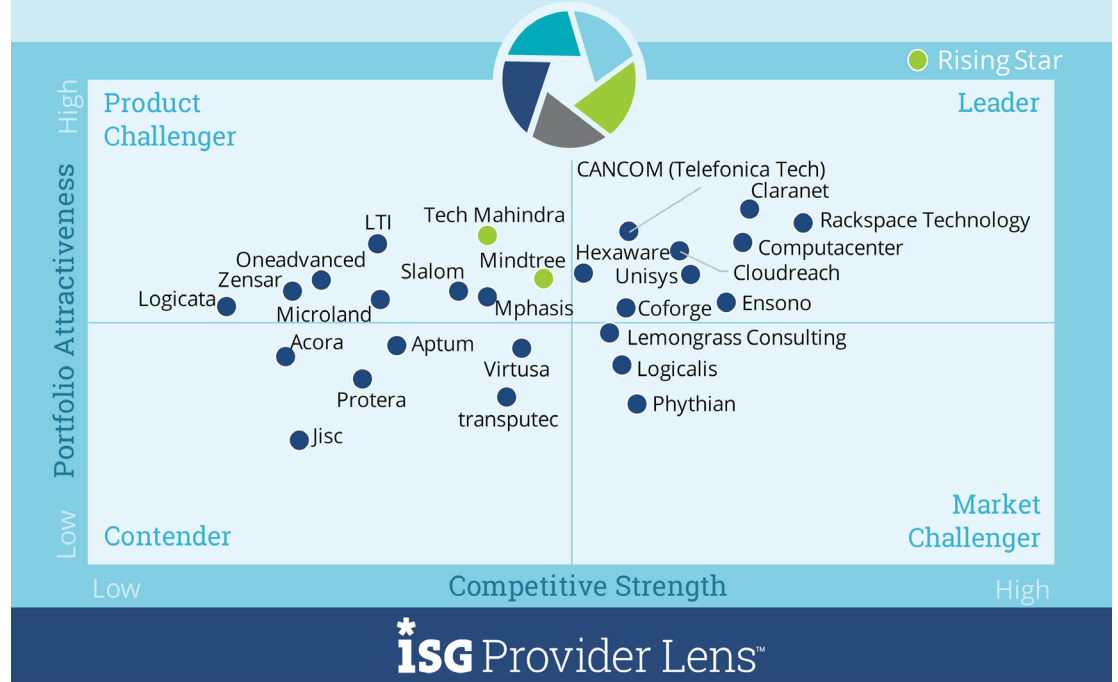 Rising Star
High
Product
Challenger
Leader
Portfolio Attractiveness
CANCOM (Telefonica Tech)
Claranet
LTI
Tech Mahindra
Rackspace Technology
Oneadvanced
Slalom
Mindtree
Hexaware
Computacenter
Zensar
Unisys
Cloudreach
Logicata
Microland
Mphasis
Coforge
Ensono
Acora
Aptum
Lemongrass Consulting
Virtusa
Logicalis
Protera
transputec
Phythian
Jisc
Low
Contender
Market
Challenger
Low
Competitive Strength
High
*iSG Provider Lens™